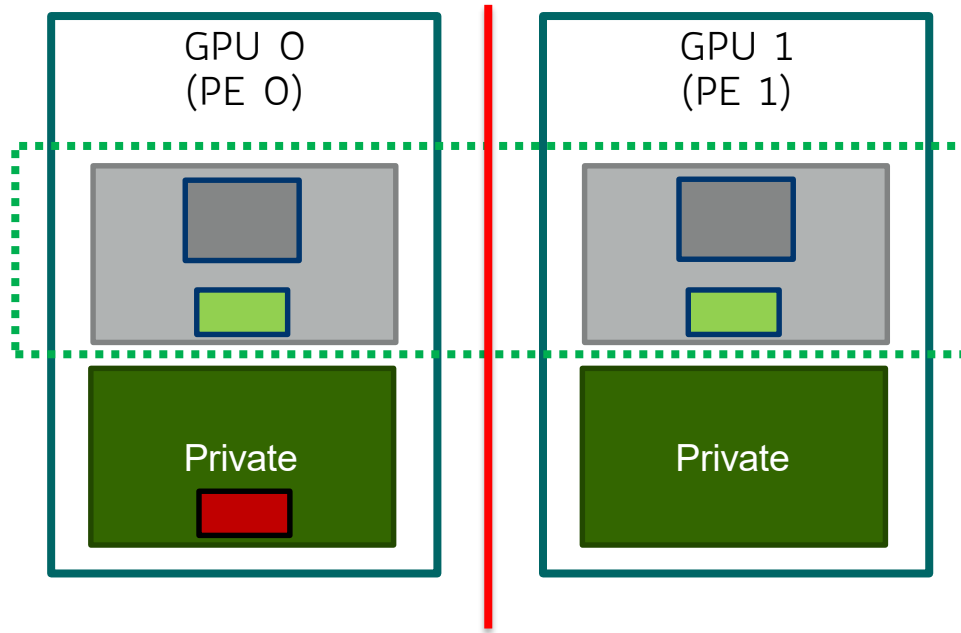 GPU 0
(PE 0)
GPU 1
(PE 1)
Private
Private